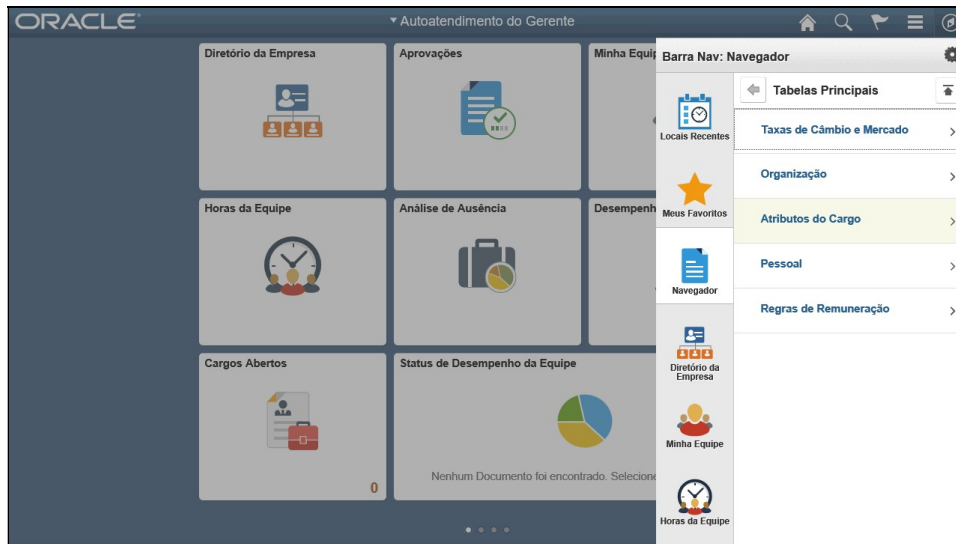 ORACLE
Autoatendimento do Gerente
Diretório da Empresa
Aprovações
Minha Equip
Horas da Equipe
Análise de Ausência
Desempenh
Cargos Abertos
0
Status de Desempenho da Equipe
Nenhum Documento foi encontrado. Selecione
Barra Nav: Navegador
Locais Recentes
Meus Favoritos
Navegador
Diretório da
Empresa
Minha Equipe
Horas da Equipe
Tabelas Principais
Taxas de Câmbio e Mercado
Organização
Atributos do Cargo
Pessoal
Regras de Remuneração